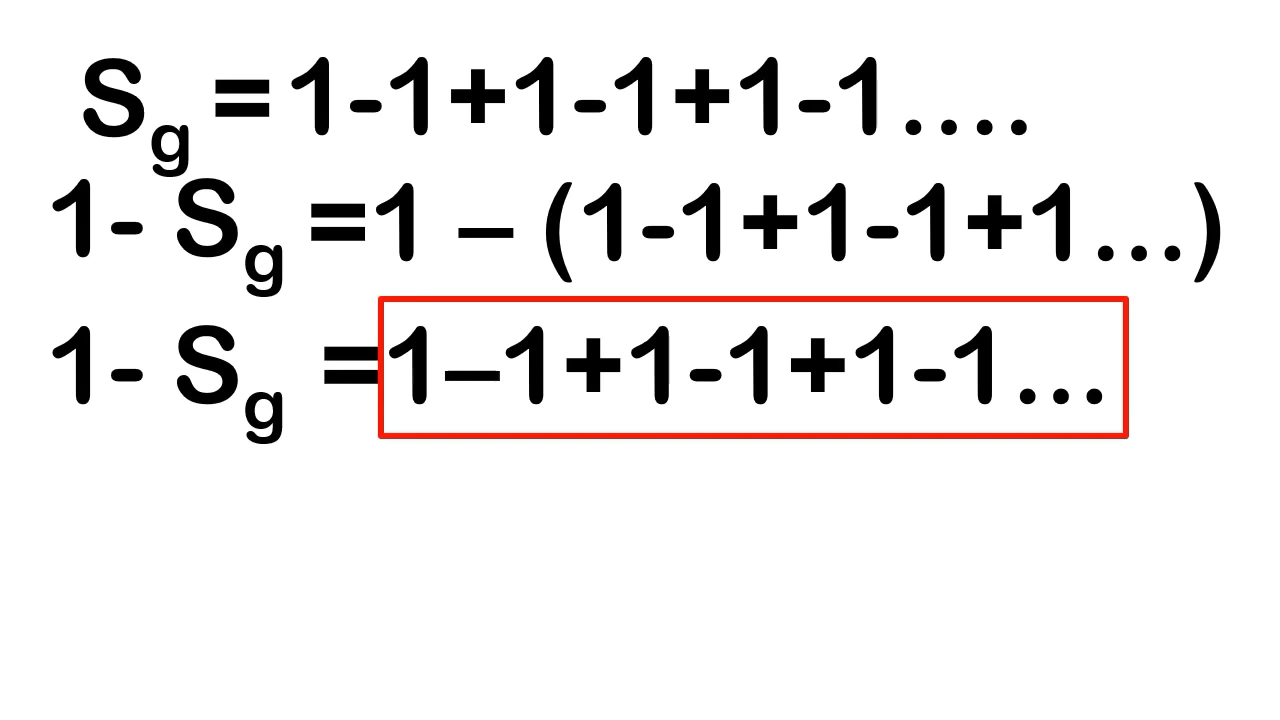 Sg = 1-1+1-1+1-1....
1- Sg =1 – (1-1+1-1+1...)
1- Sg =1–1+1-1+1-1...